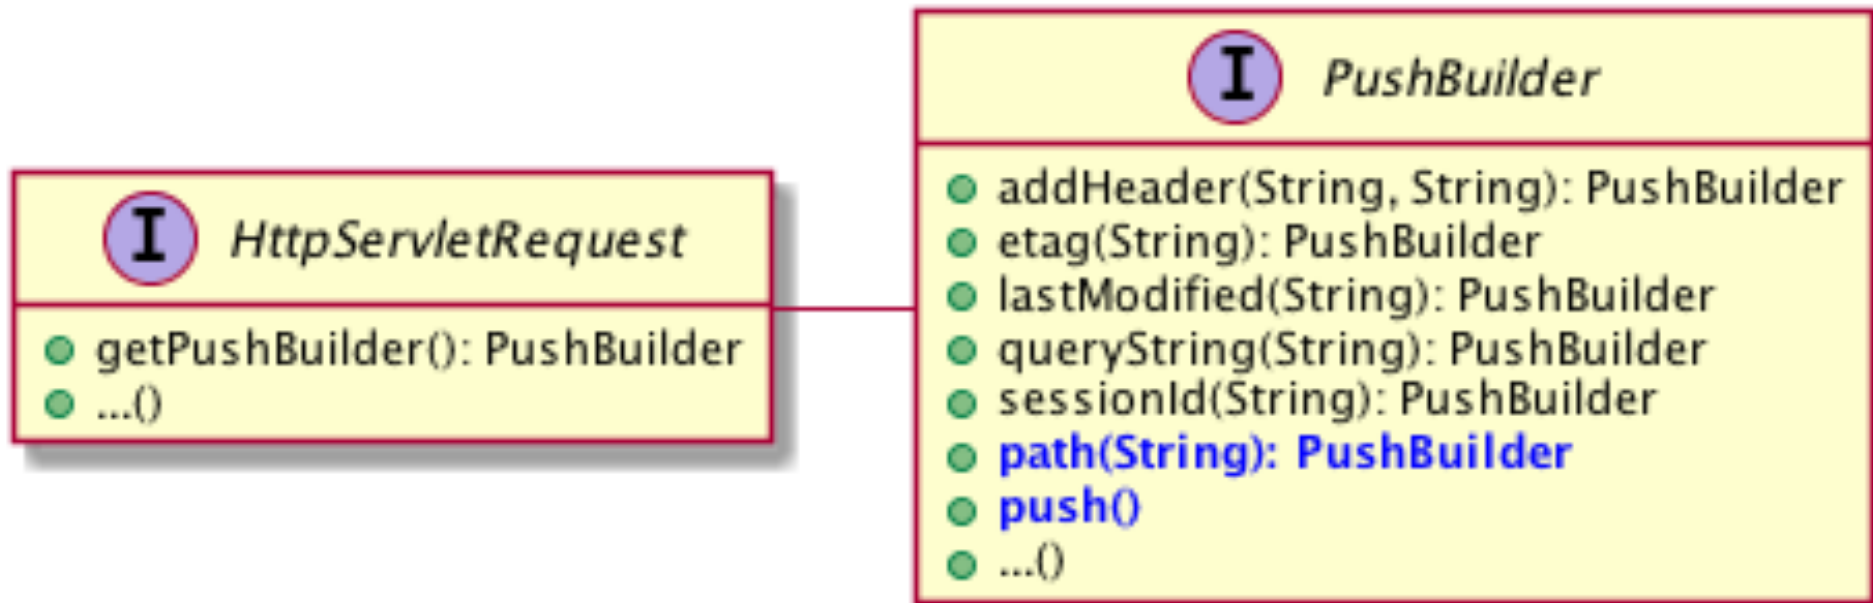 I HttpServletRequest
getPushBuilder(): PushBuilder
...()
I PushBuilder
addHeader(String, String): PushBuilder
etag(String): PushBuilder
lastModified(String): PushBuilder
queryString(String): PushBuilder
sessionId(String): PushBuilder
path(String): PushBuilder
push()
...()